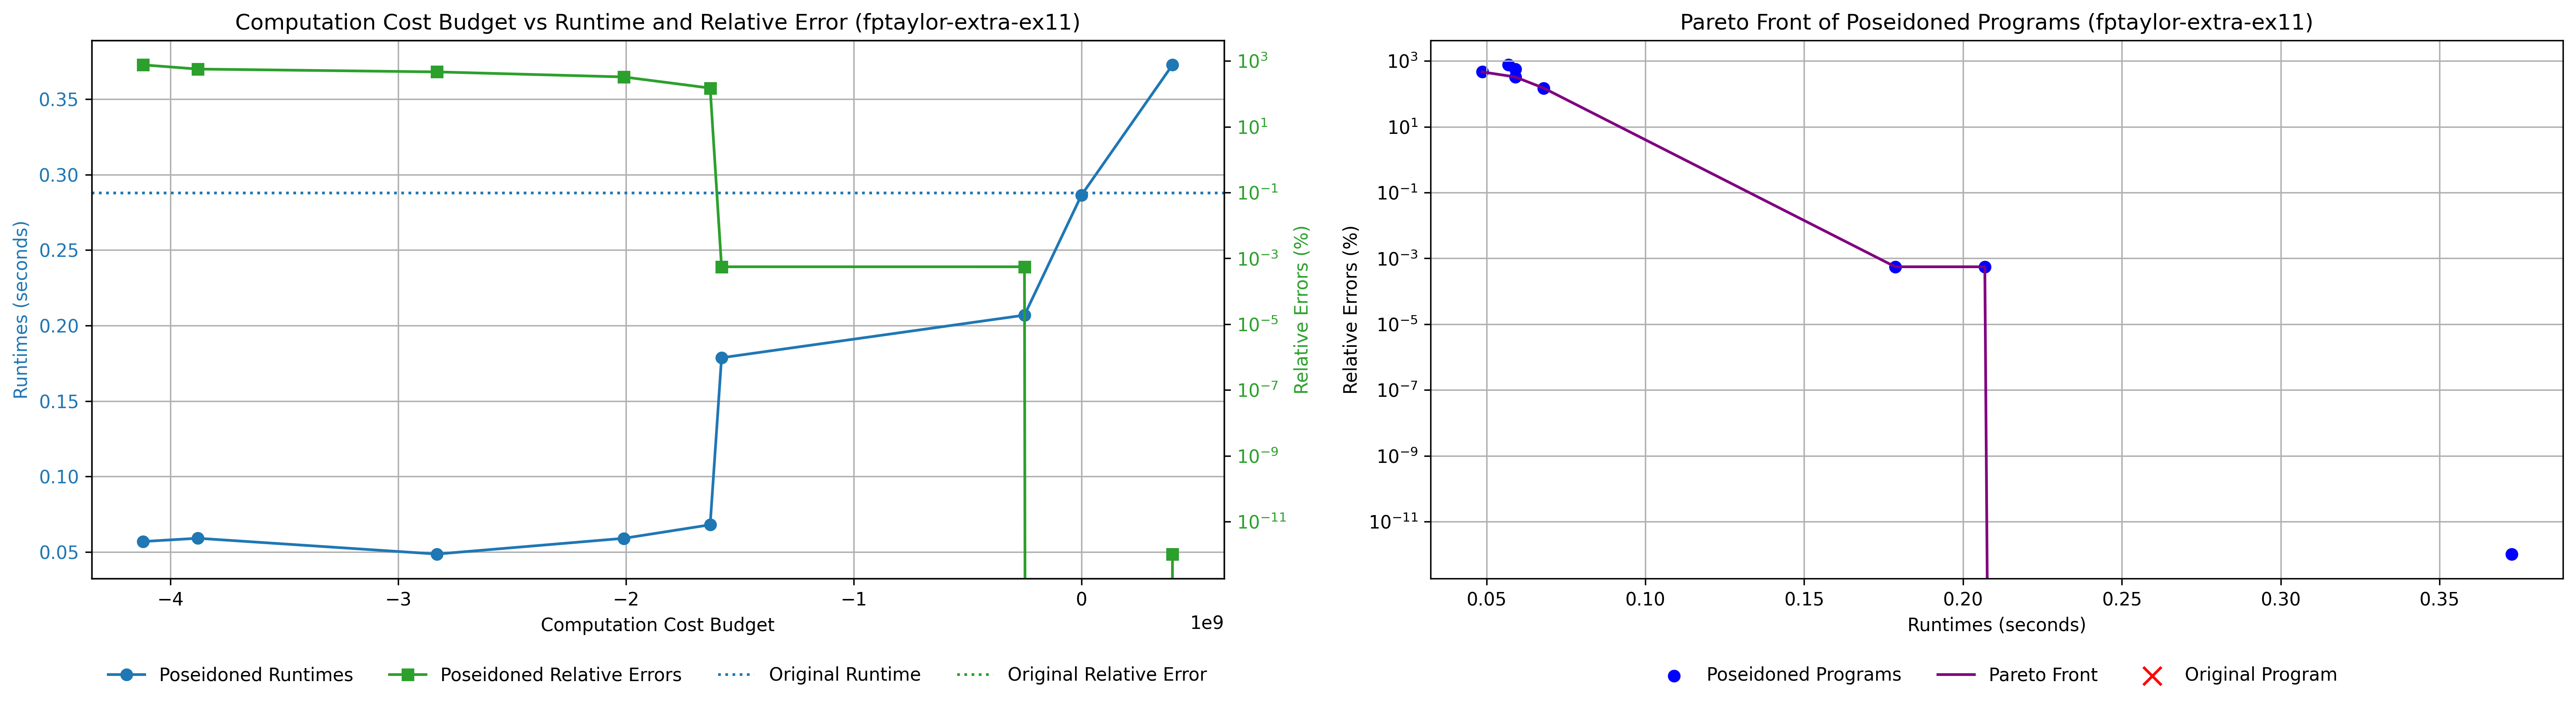 Computation Cost Budget vs Runtime and Relative Error (fptaylor-extra-ex11)
Runtimes (seconds)
0.35
0.30
0.25
0.20
0.15
0.10
0.05
10³
10¹
10⁻¹
10⁻³
10⁻⁵
10⁻⁷
10⁻⁹
10⁻¹¹
Relative Errors (%)
−4 −3 −2 −1 0
1e9
Computation Cost Budget
Poseidoned Runtimes Poseidoned Relative Errors Original Runtime Original Relative Error
Pareto Front of Poseidoned Programs (fptaylor-extra-ex11)
Relative Errors (%)
10³
10¹
10⁻¹
10⁻³
10⁻⁵
10⁻⁷
10⁻⁹
10⁻¹¹
0.05 0.10 0.15 0.20 0.25 0.30 0.35
Runtimes (seconds)
Poseidoned Programs Pareto Front Original Program